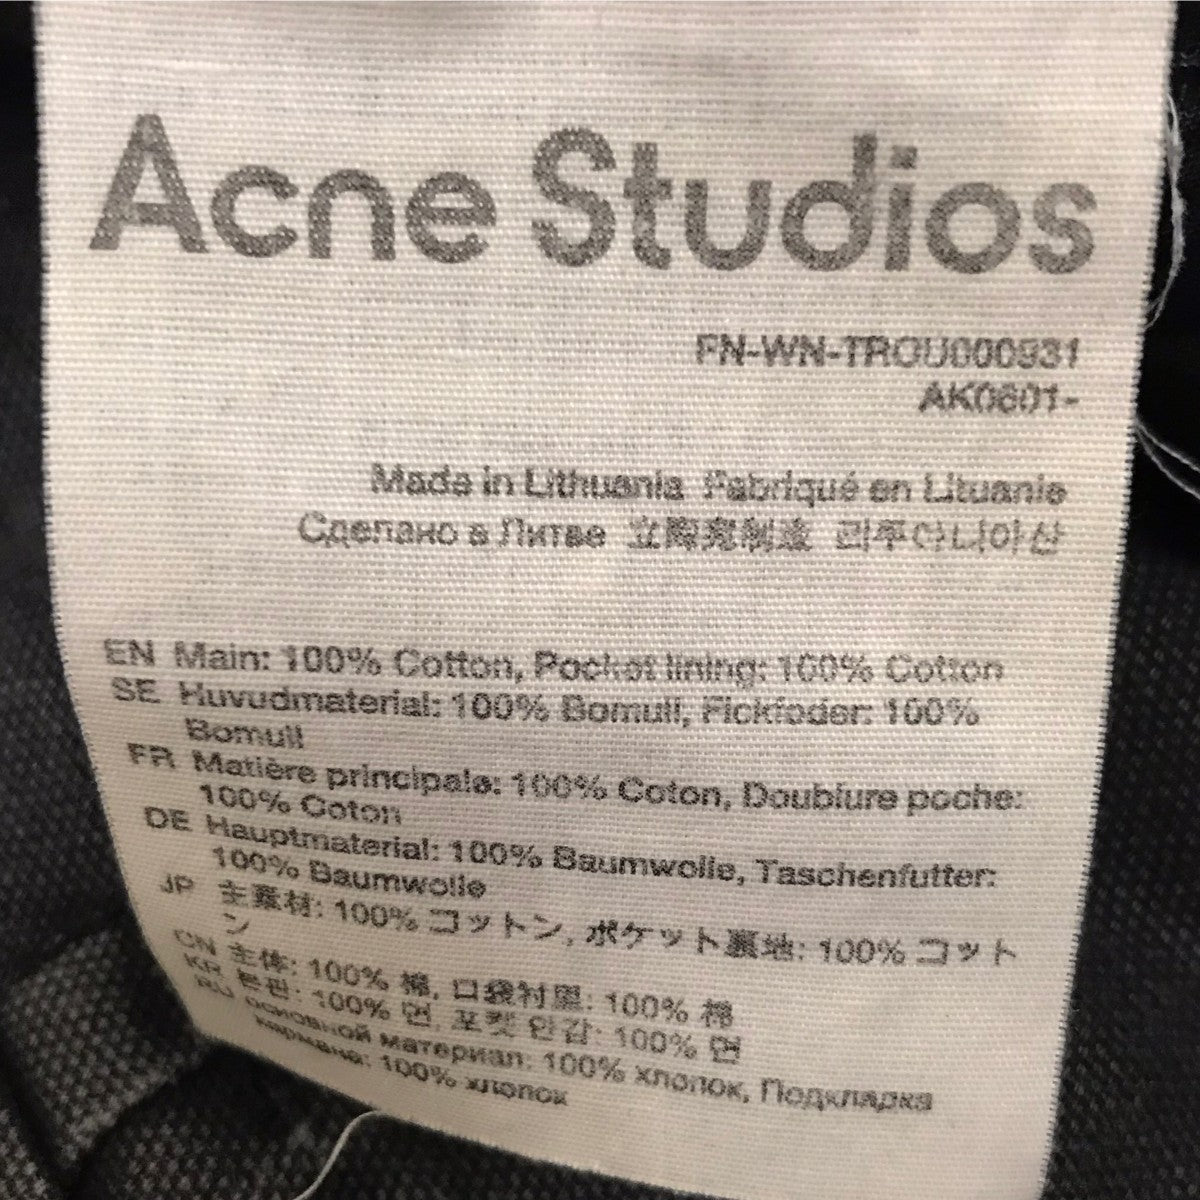 Acne Studios
FN-WN-TROU000931
AK0601-
Made in Lithuania Fabriqué en Lituanie
Сделано в Литве 立陶宛制造 리투아니아산
EN Main: 100% Cotton, Pocket lining: 100% Cotton
SE Huvudmaterial: 100% Bomull, Fickfoder: 100%
Bomull
FR Matière principale: 100% Coton, Doublure poche:
100% Coton
DE Hauptmaterial: 100% Baumwolle, Taschenfutter:
100% Baumwolle
JP 主素材: 100% コットン, ポケット裏地: 100% コット
ン
CN 主体: 100% 棉, 口袋衬里: 100% 棉
KR 본판: 100% 면, 포켓 안감: 100% 면
RU основной материал: 100% хлопок, Подкладка
кармана: 100% хлопок